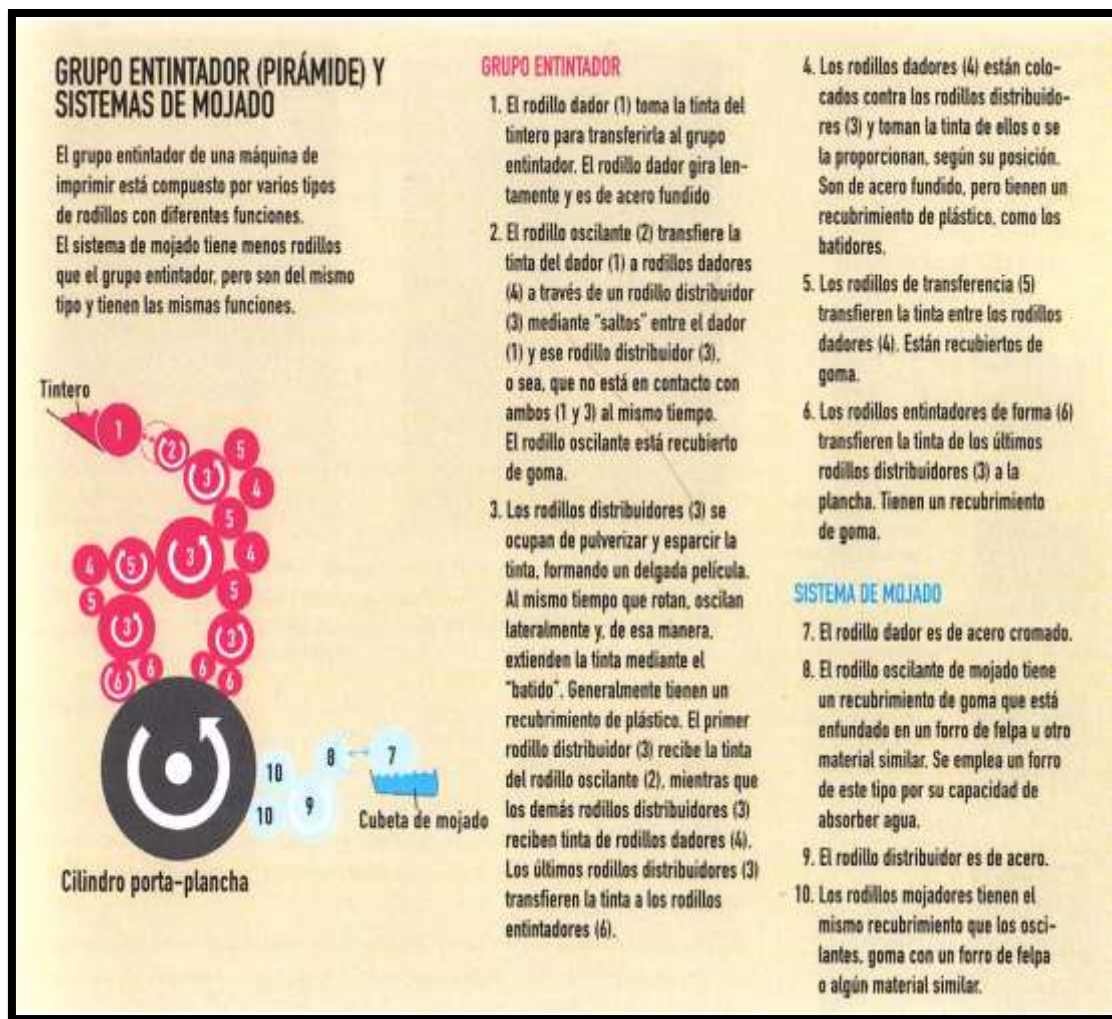 GRUPO ENTINTADOR (PIRÁMIDE) Y
SISTEMAS DE MOJADO
El grupo entintador de una máquina de
imprimir está compuesto por varios tipos
de rodillos con diferentes funciones.
El sistema de mojado tiene menos rodillos
que el grupo entintador, pero son del mismo
tipo y tienen las mismas funciones.
Tintero
1
2
3
5
4
5
3
4
5
4
5
5
3
3
6
6
6
6
10
10
8
7
9
Cubeta de mojado
Cilindro porta-plancha
GRUPO ENTINTADOR
1. El rodillo dador (1) toma la tinta del
tintero para transferirla al grupo
entintador. El rodillo dador gira len-
tamente y es de acero fundido
2. El rodillo oscilante (2) transfiere la
tinta del dador (1) a rodillos dadores
(4) a través de un rodillo distribuidor
(3) mediante "saltos" entre el dador
(1) y ese rodillo distribuidor (3),
o sea, que no está en contacto con
ambos (1 y 3) al mismo tiempo.
El rodillo oscilante está recubierto
de goma.
3. Los rodillos distribuidores (3) se
ocupan de pulverizar y esparcir la
tinta, formando un delgada película.
Al mismo tiempo que rotan, oscilan
lateralmente y, de esa manera,
extienden la tinta mediante el
"batido". Generalmente tienen un
recubrimiento de plástico. El primer
rodillo distribuidor (3) recibe la tinta
del rodillo oscilante (2), mientras que
los demás rodillos distribuidores (3)
reciben tinta de rodillos dadores (4).
Los últimos rodillos distribuidores (3)
transfieren la tinta a los rodillos
entintadores (6).
4. Los rodillos dadores (4) están colo-
cados contra los rodillos distribuido-
res (3) y toman la tinta de ellos o se
la proporcionan, según su posición.
Son de acero fundido, pero tienen un
recubrimiento de plástico, como los
batidores.
5. Los rodillos de transferencia (5)
transfieren la tinta entre los rodillos
dadores (4). Están recubiertos de
goma.
6. Los rodillos entintadores de forma (6)
transfieren la tinta de los últimos
rodillos distribuidores (3) a la
plancha. Tienen un recubrimiento
de goma.
SISTEMA DE MOJADO
7. El rodillo dador es de acero cromado.
8. El rodillo oscilante de mojado tiene
un recubrimiento de goma que está
enfundado en un forro de felpa u otro
material similar. Se emplea un forro
de este tipo por su capacidad de
absorber agua.
9. El rodillo distribuidor es de acero.
10. Los rodillos mojadores tienen el
mismo recubrimiento que los osci-
lantes, goma con un forro de felpa
o algún material similar.